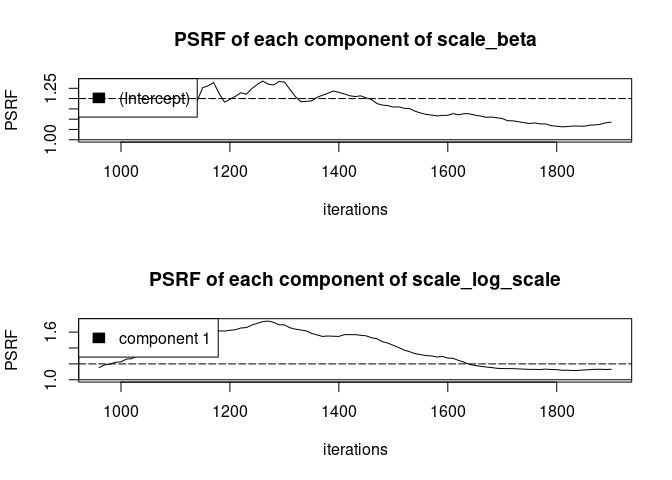 PSRF of each component of scale_beta
PSRF
1.00 1.25
(Intercept)
1000 1200 1400 1600 1800
iterations
PSRF of each component of scale_log_scale
PSRF
1.0 1.6
component 1
1000 1200 1400 1600 1800
iterations